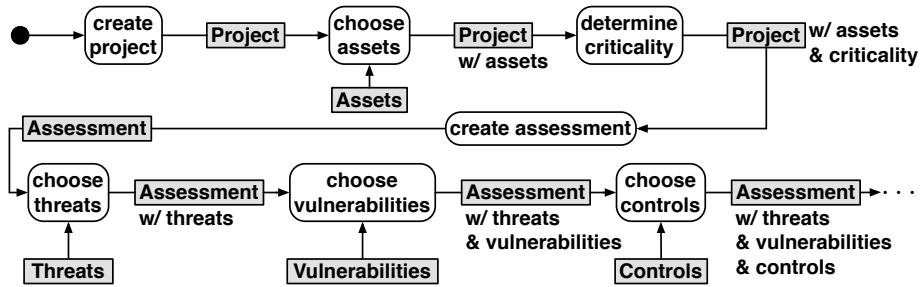 create
project
Project
choose
assets
Project
w/ assets
determine
criticality
Project
w/ assets
& criticality
Assets
Assessment
create assessment
choose
threats
Assessment
w/ threats
choose
vulnerabilities
Assessment
w/ threats
& vulnerabilities
choose
controls
Assessment
w/ threats
& vulnerabilities
& controls
. . .
Threats
Vulnerabilities
Controls